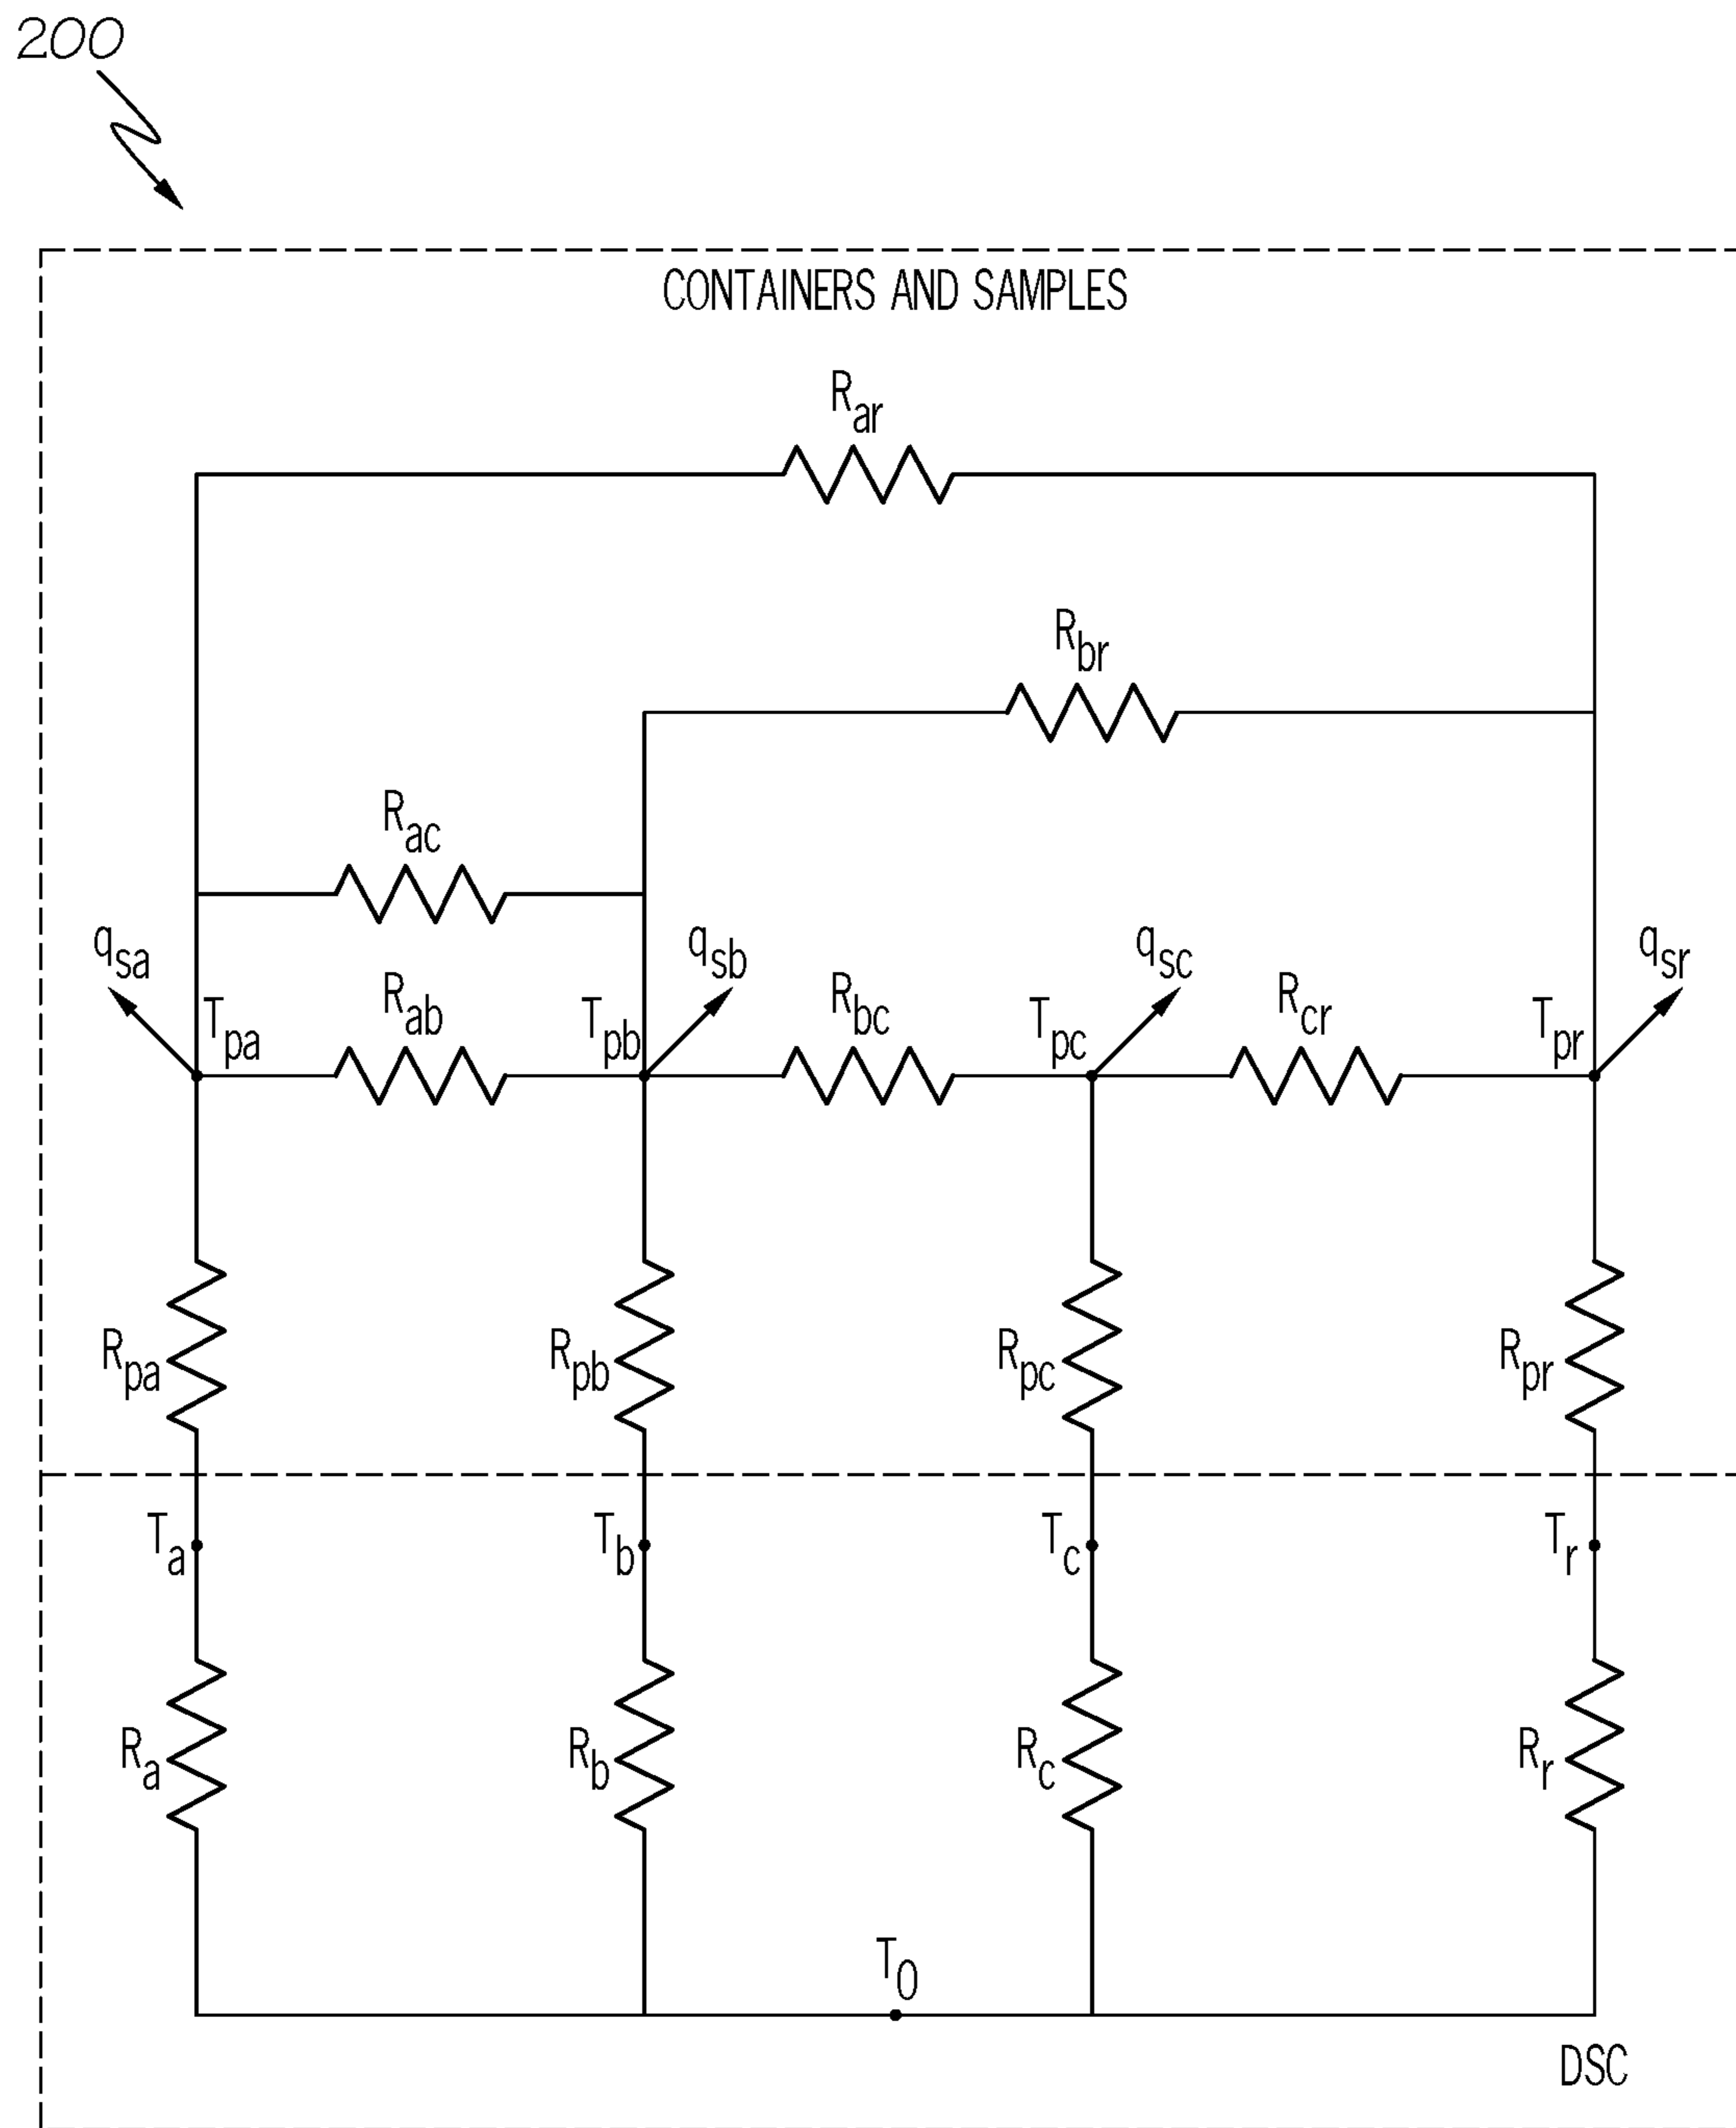 200
CONTAINERS AND SAMPLES
Rar
Rbr
Rac
qsa
qsb
qsc
qsr
Rab
Rbc
Rcr
Tpa
Tpb
Tpc
Tpr
Rpa
Rpb
Rpc
Rpr
Ta
Tb
Tc
Tr
Ra
Rb
Rc
Rr
T0
DSC